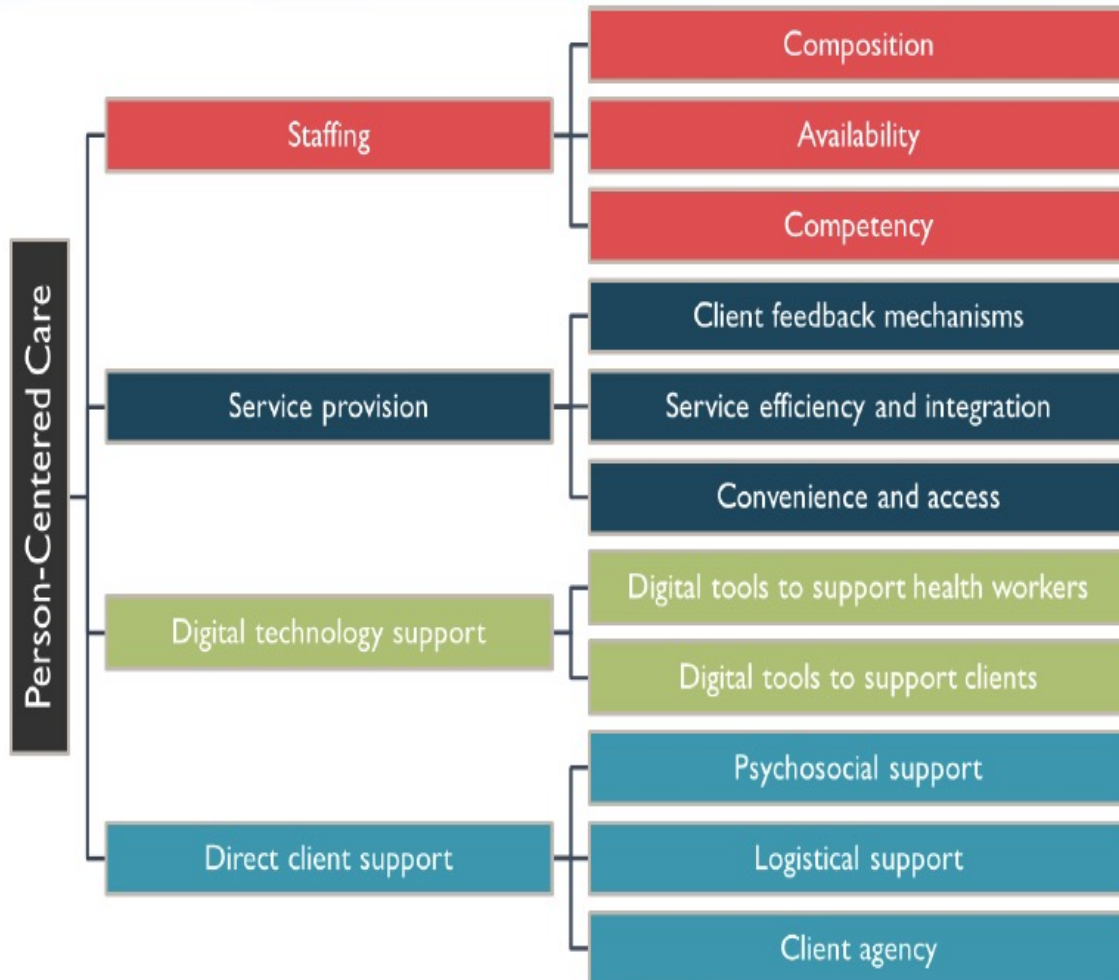 Person-Centered Care
Staffing
Composition
Availability
Competency
Service provision
Client feedback mechanisms
Service efficiency and integration
Convenience and access
Digital technology support
Digital tools to support health workers
Digital tools to support clients
Direct client support
Psychosocial support
Logistical support
Client agency